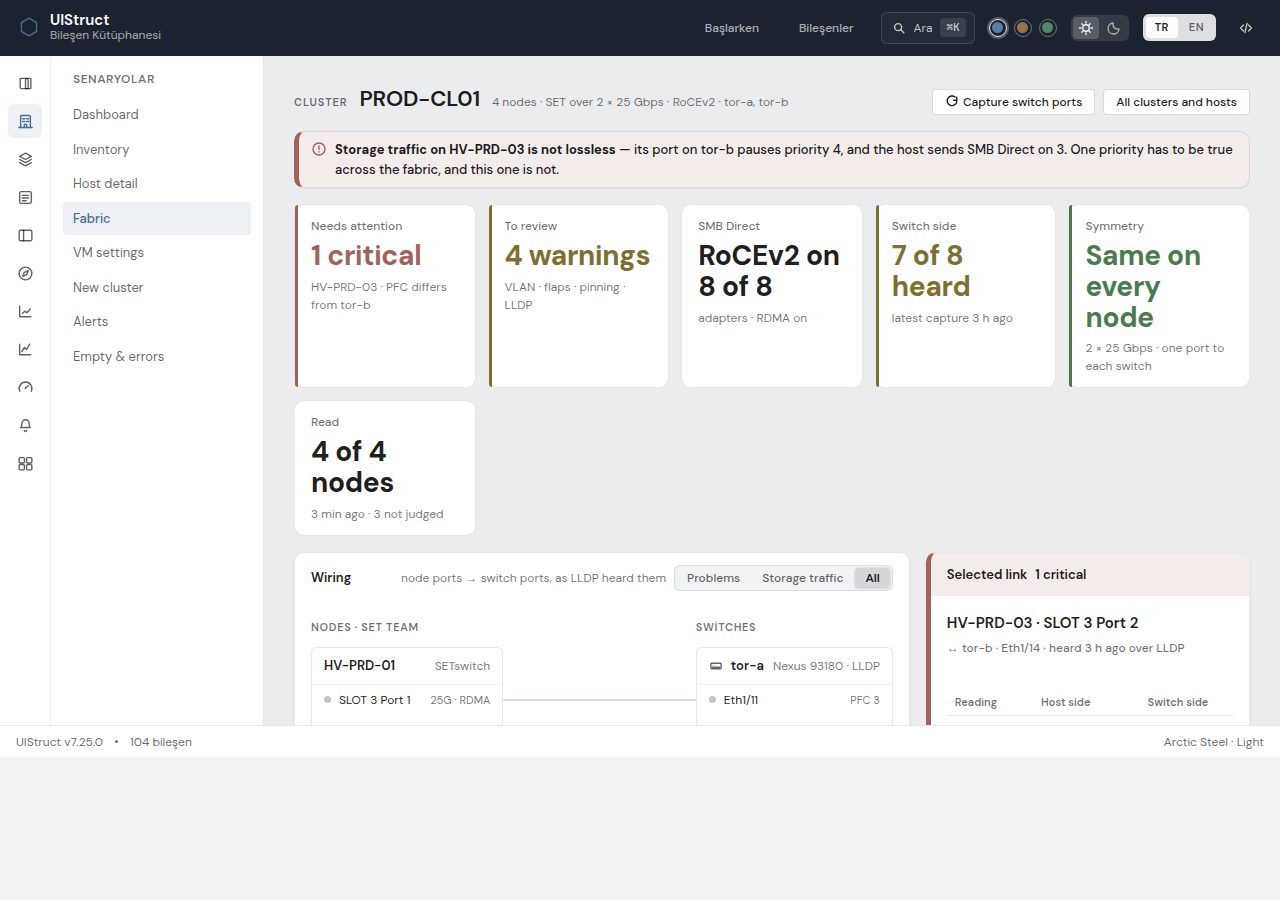 UIStruct
Bileşen Kütüphanesi
Başlarken
Bileşenler
Ara ⌘K
TR EN
SENARYOLAR
Dashboard
Inventory
Host detail
Fabric
VM settings
New cluster
Alerts
Empty & errors
CLUSTER PROD-CL01 4 nodes · SET over 2 × 25 Gbps · RoCEv2 · tor-a, tor-b
Capture switch ports
All clusters and hosts
Storage traffic on HV-PRD-03 is not lossless — its port on tor-b pauses priority 4, and the host sends SMB Direct on 3. One priority has to be true
across the fabric, and this one is not.
Needs attention
1 critical
HV-PRD-03 · PFC differs
from tor-b
To review
4 warnings
VLAN · flaps · pinning ·
LLDP
SMB Direct
RoCEv2 on
8 of 8
adapters · RDMA on
Switch side
7 of 8
heard
latest capture 3 h ago
Symmetry
Same on
every
node
2 × 25 Gbps · one port to
each switch
Read
4 of 4
nodes
3 min ago · 3 not judged
Wiring
node ports → switch ports, as LLDP heard them
Problems Storage traffic All
NODES · SET TEAM
SWİTCHES
HV-PRD-01 SETswitch
SLOT 3 Port 1 25G · RDMA
tor-a Nexus 93180 · LLDP
Eth1/11 PFC 3
Selected link 1 critical
HV-PRD-03 · SLOT 3 Port 2
↔ tor-b · Eth1/14 · heard 3 h ago over LLDP
Reading Host side Switch side
UIStruct v7.25.0 • 104 bileşen
Arctic Steel · Light